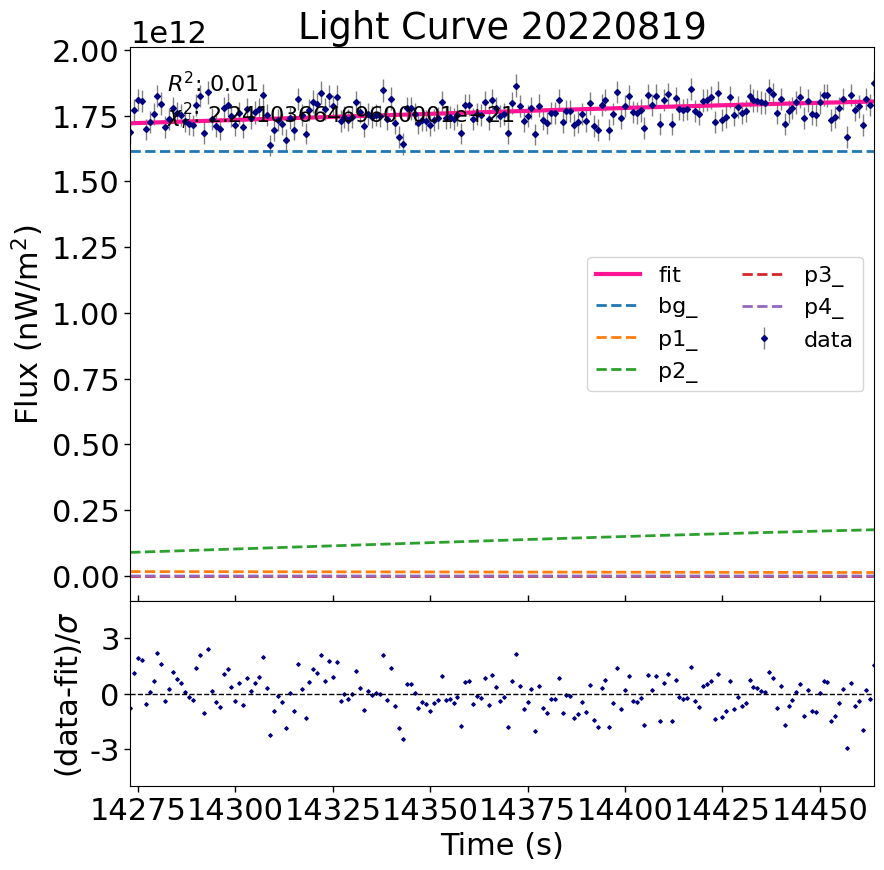 Light Curve 20220819
1e12
2.00
1.75
1.50
1.25
1.00
0.75
0.50
0.25
0.00
Flux (nW/m²)
R²: 0.01
fit
bg_
p1_
p2_
p3_
p4_
data
3
0
-3
(data-fit)/σ
14275 14300 14325 14350 14375 14400 14425 14450
Time (s)